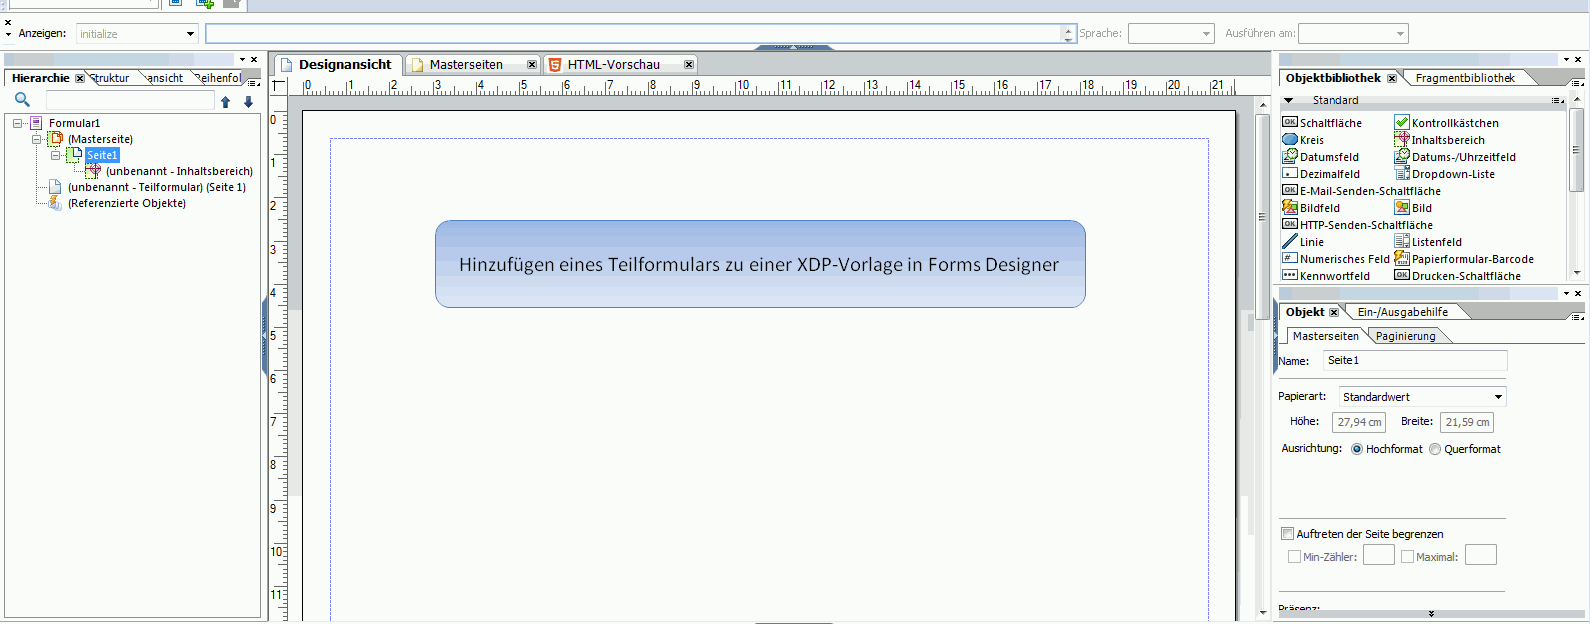 Anzeigen: initialize Sprache: Ausführen am:
Hierarchie Struktur ansicht Reihenfol
Formular1
(Masterseite)
Seite1
(unbenannt - Inhaltsbereich)
(unbenannt - Teilformular) (Seite 1)
(Referenzierte Objekte)
Designansicht Masterseiten HTML-Vorschau
0 1 2 3 4 5 6 7 8 9 10 11 12 13 14 15 16 17 18 19 20 21
0
1
2
3
4
5
6
7
8
9
10
11
Hinzufügen eines Teilformulars zu einer XDP-Vorlage in Forms Designer
Objektbibliothek Fragmentbibliothek
Standard
Schaltfläche Kontrollkästchen
Kreis Inhaltsbereich
Datumsfeld Datums-/Uhrzeitfeld
Dezimalfeld Dropdown-Liste
E-Mail-Senden-Schaltfläche
Bildfeld Bild
HTTP-Senden-Schaltfläche
Linie Listenfeld
Numerisches Feld Papierformular-Barcode
Kennwortfeld Drucken-Schaltfläche
Objekt Ein-/Ausgabehilfe
Masterseiten Paginierung
Name: Seite1
Papierart: Standardwert
Höhe: 27,94 cm Breite: 21,59 cm
Ausrichtung: Hochformat Querformat
Auftreten der Seite begrenzen
Min-Zähler: Maximal:
Präsenz: